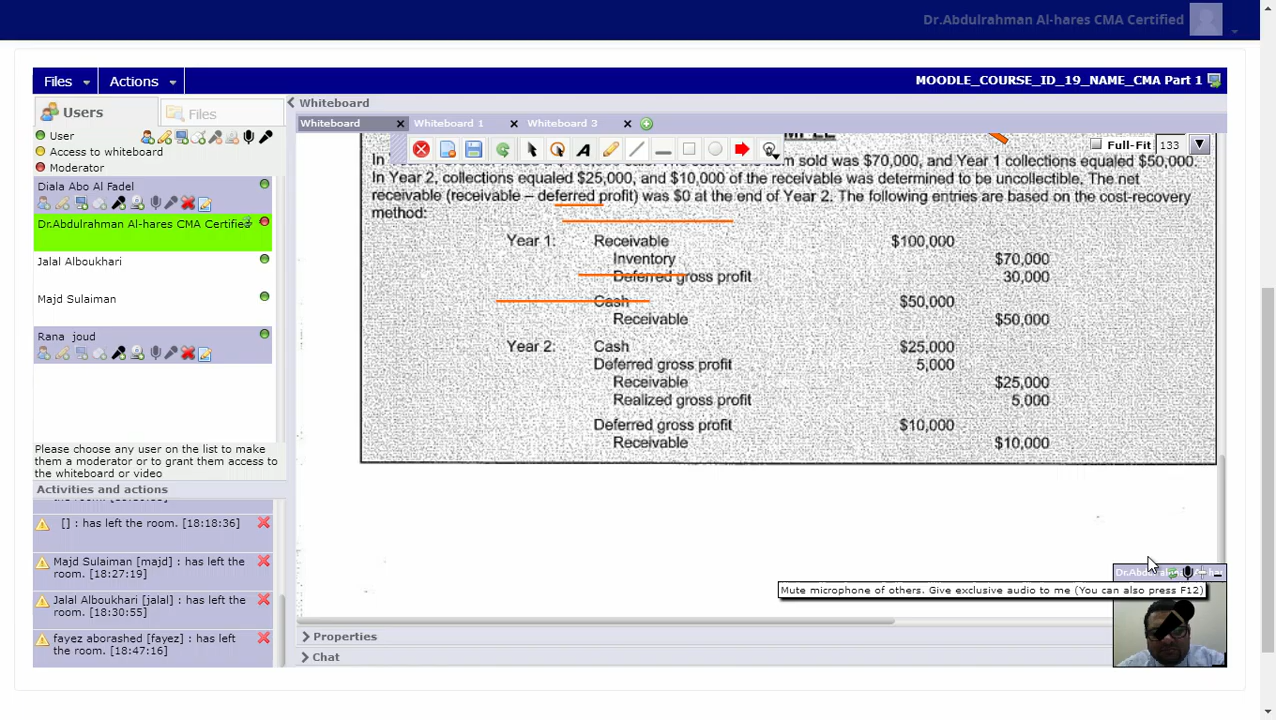 Dr.Abdulrahman Al-hares CMA Certified
Files Actions MOODLE_COURSE_ID_19_NAME_CMA Part 1
Users Files
User
Access to whiteboard
Moderator
Diala Abo Al Fadel
Dr.Abdulrahman Al-hares CMA Certified
Jalal Alboukhari
Majd Sulaiman
Rana joud
Please choose any user on the list to make
them a moderator or to grant them access to
the whiteboard or video
Activities and actions
[] : has left the room. [18:18:36]
Majd Sulaiman [majd] : has left the
room. [18:27:19]
Jalal Alboukhari [jalal] : has left the
room. [18:30:55]
fayez aborashed [fayez] : has left
the room. [18:47:16]
Whiteboard
Whiteboard Whiteboard 1 Whiteboard 3
Full-Fit 133
item sold was $70,000, and Year 1 collections equaled $50,000.
In Year 2, collections equaled $25,000, and $10,000 of the receivable was determined to be uncollectible. The net
receivable (receivable – deferred profit) was $0 at the end of Year 2. The following entries are based on the cost-recovery
method:
Year 1: Receivable $100,000
Inventory $70,000
Deferred gross profit 30,000
Cash $50,000
Receivable $50,000
Year 2: Cash $25,000
Deferred gross profit 5,000
Receivable $25,000
Realized gross profit 5,000
Deferred gross profit $10,000
Receivable $10,000
Mute microphone of others. Give exclusive audio to me (You can also press F12)
Properties
Chat